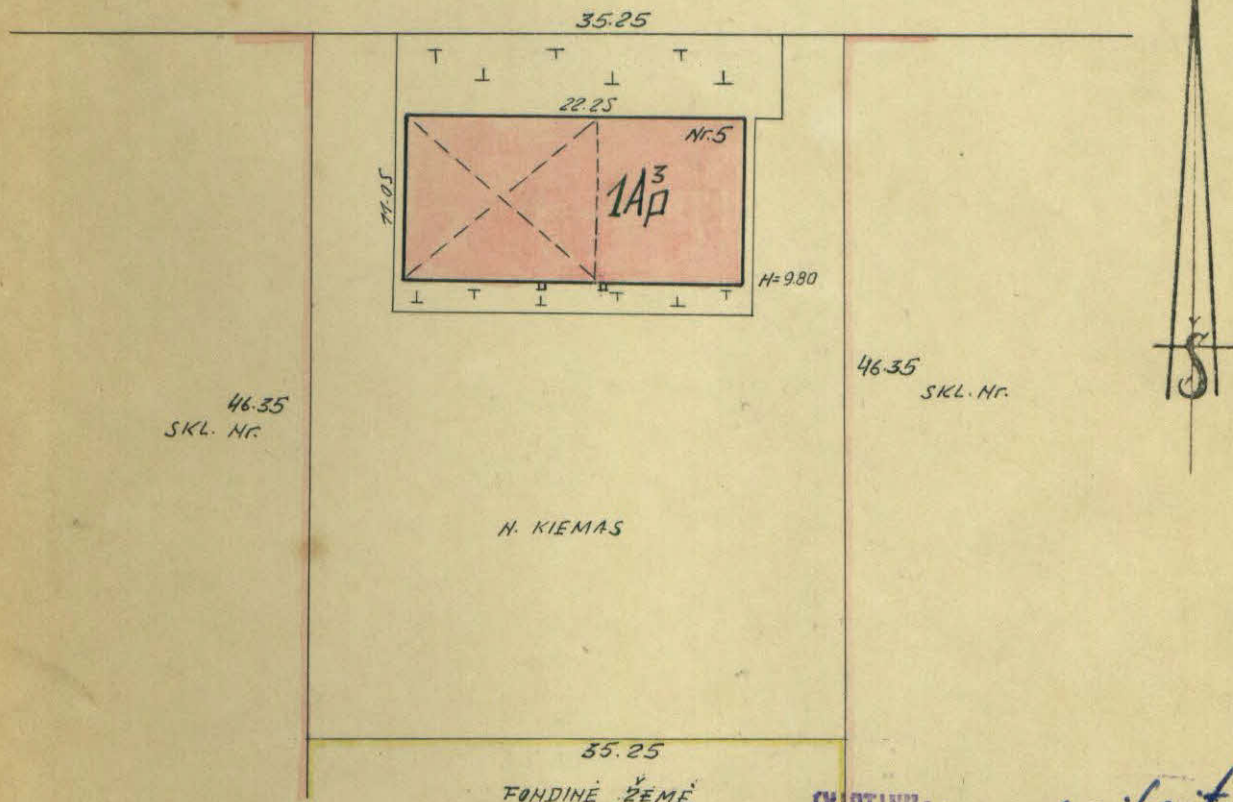 35.25
22.25
Nr.5
11.05
1Ap³
H=9.80
Š
46.35
SKL. Nr.
46.35
SKL. Nr.
N. KIEMAS
35.25
FONDINĖ ŽEMĖ